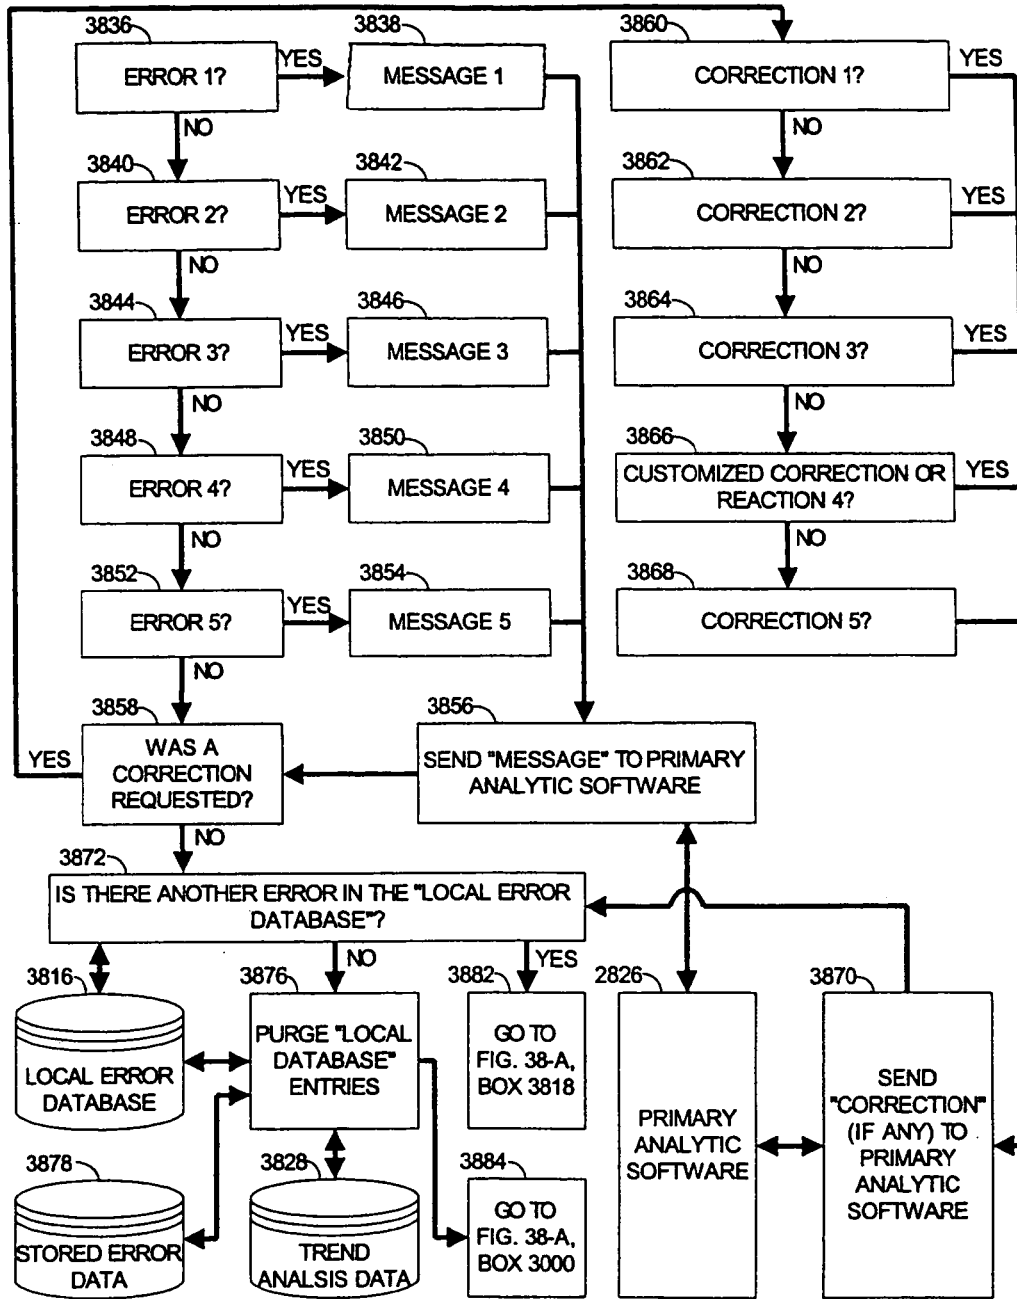 3836
ERROR 1?
YES
3838
MESSAGE 1
NO
3840
ERROR 2?
YES
3842
MESSAGE 2
NO
3844
ERROR 3?
YES
3846
MESSAGE 3
NO
3848
ERROR 4?
YES
3850
MESSAGE 4
NO
3852
ERROR 5?
YES
3854
MESSAGE 5
NO
3858
YES
WAS A
CORRECTION
REQUESTED?
NO
3856
SEND "MESSAGE" TO PRIMARY
ANALYTIC SOFTWARE
3860
CORRECTION 1?
YES
NO
3862
CORRECTION 2?
YES
NO
3864
CORRECTION 3?
YES
NO
3866
CUSTOMIZED CORRECTION OR
REACTION 4?
YES
NO
3868
CORRECTION 5?
3872
IS THERE ANOTHER ERROR IN THE "LOCAL ERROR
DATABASE"?
NO
YES
3816
LOCAL ERROR
DATABASE
3876
PURGE "LOCAL
DATABASE"
ENTRIES
3882
GO TO
FIG. 38-A,
BOX 3818
2826
PRIMARY
ANALYTIC
SOFTWARE
3870
SEND
"CORRECTION"
(IF ANY) TO
PRIMARY
ANALYTIC
SOFTWARE
3878
STORED ERROR
DATA
3828
TREND
ANALSIS DATA
3884
GO TO
FIG. 38-A,
BOX 3000